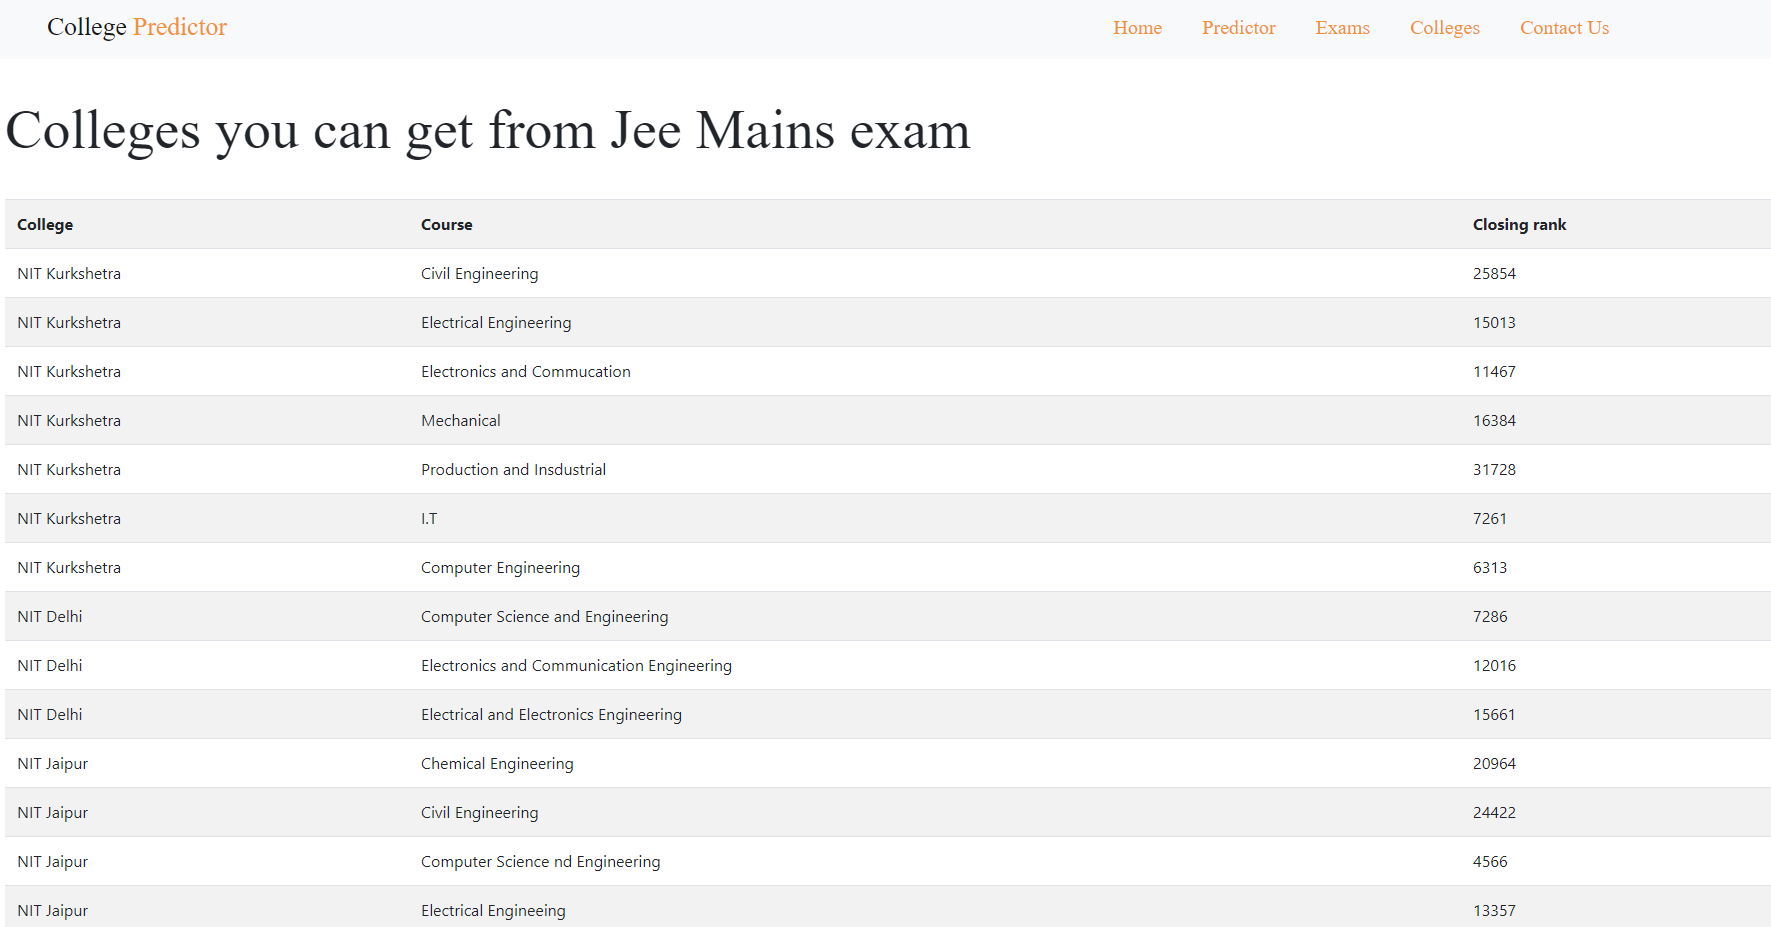 College Predictor Home Predictor Exams Colleges Contact Us
Colleges you can get from Jee Mains exam
College Course Closing rank
NIT Kurkshetra Civil Engineering 25854
NIT Kurkshetra Electrical Engineering 15013
NIT Kurkshetra Electronics and Commucation 11467
NIT Kurkshetra Mechanical 16384
NIT Kurkshetra Production and Insdustrial 31728
NIT Kurkshetra I.T 7261
NIT Kurkshetra Computer Engineering 6313
NIT Delhi Computer Science and Engineering 7286
NIT Delhi Electronics and Communication Engineering 12016
NIT Delhi Electrical and Electronics Engineering 15661
NIT Jaipur Chemical Engineering 20964
NIT Jaipur Civil Engineering 24422
NIT Jaipur Computer Science nd Engineering 4566
NIT Jaipur Electrical Engineeing 13357